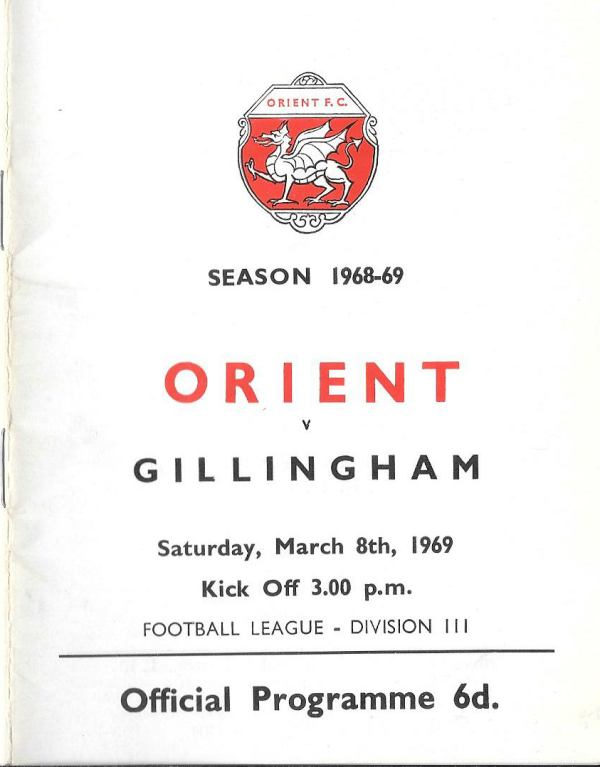 ORIENT F.C.
SEASON 1968-69
ORIENT
v
GILLINGHAM
Saturday, March 8th, 1969
Kick Off 3.00 p.m.
FOOTBALL LEAGUE - DIVISION III
Official Programme 6d.